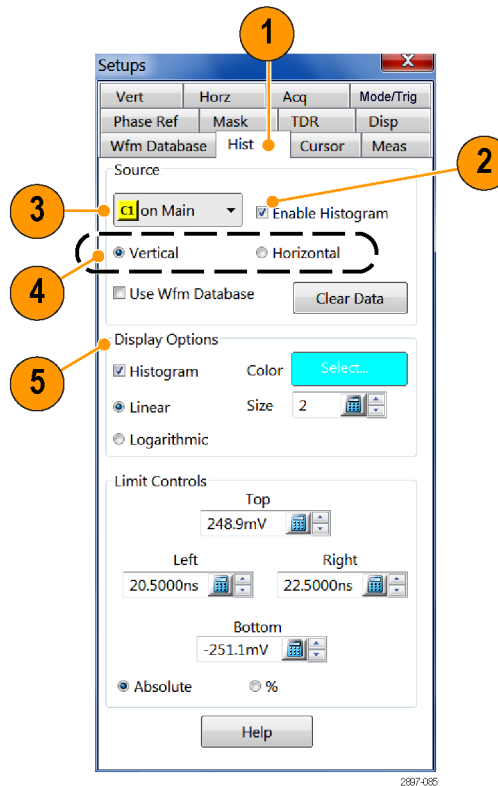 1
Setups
X
Vert Horz Acq Mode/Trig
Phase Ref Mask TDR Disp
Wfm Database Hist Cursor Meas
2
Source
3
C1 on Main
Enable Histogram
Vertical Horizontal
4
Use Wfm Database Clear Data
Display Options
5
Histogram Color Select...
Linear Size 2
Logarithmic
Limit Controls
Top
248.9mV
Left Right
20.5000ns 22.5000ns
Bottom
-251.1mV
Absolute %
Help
2897-085